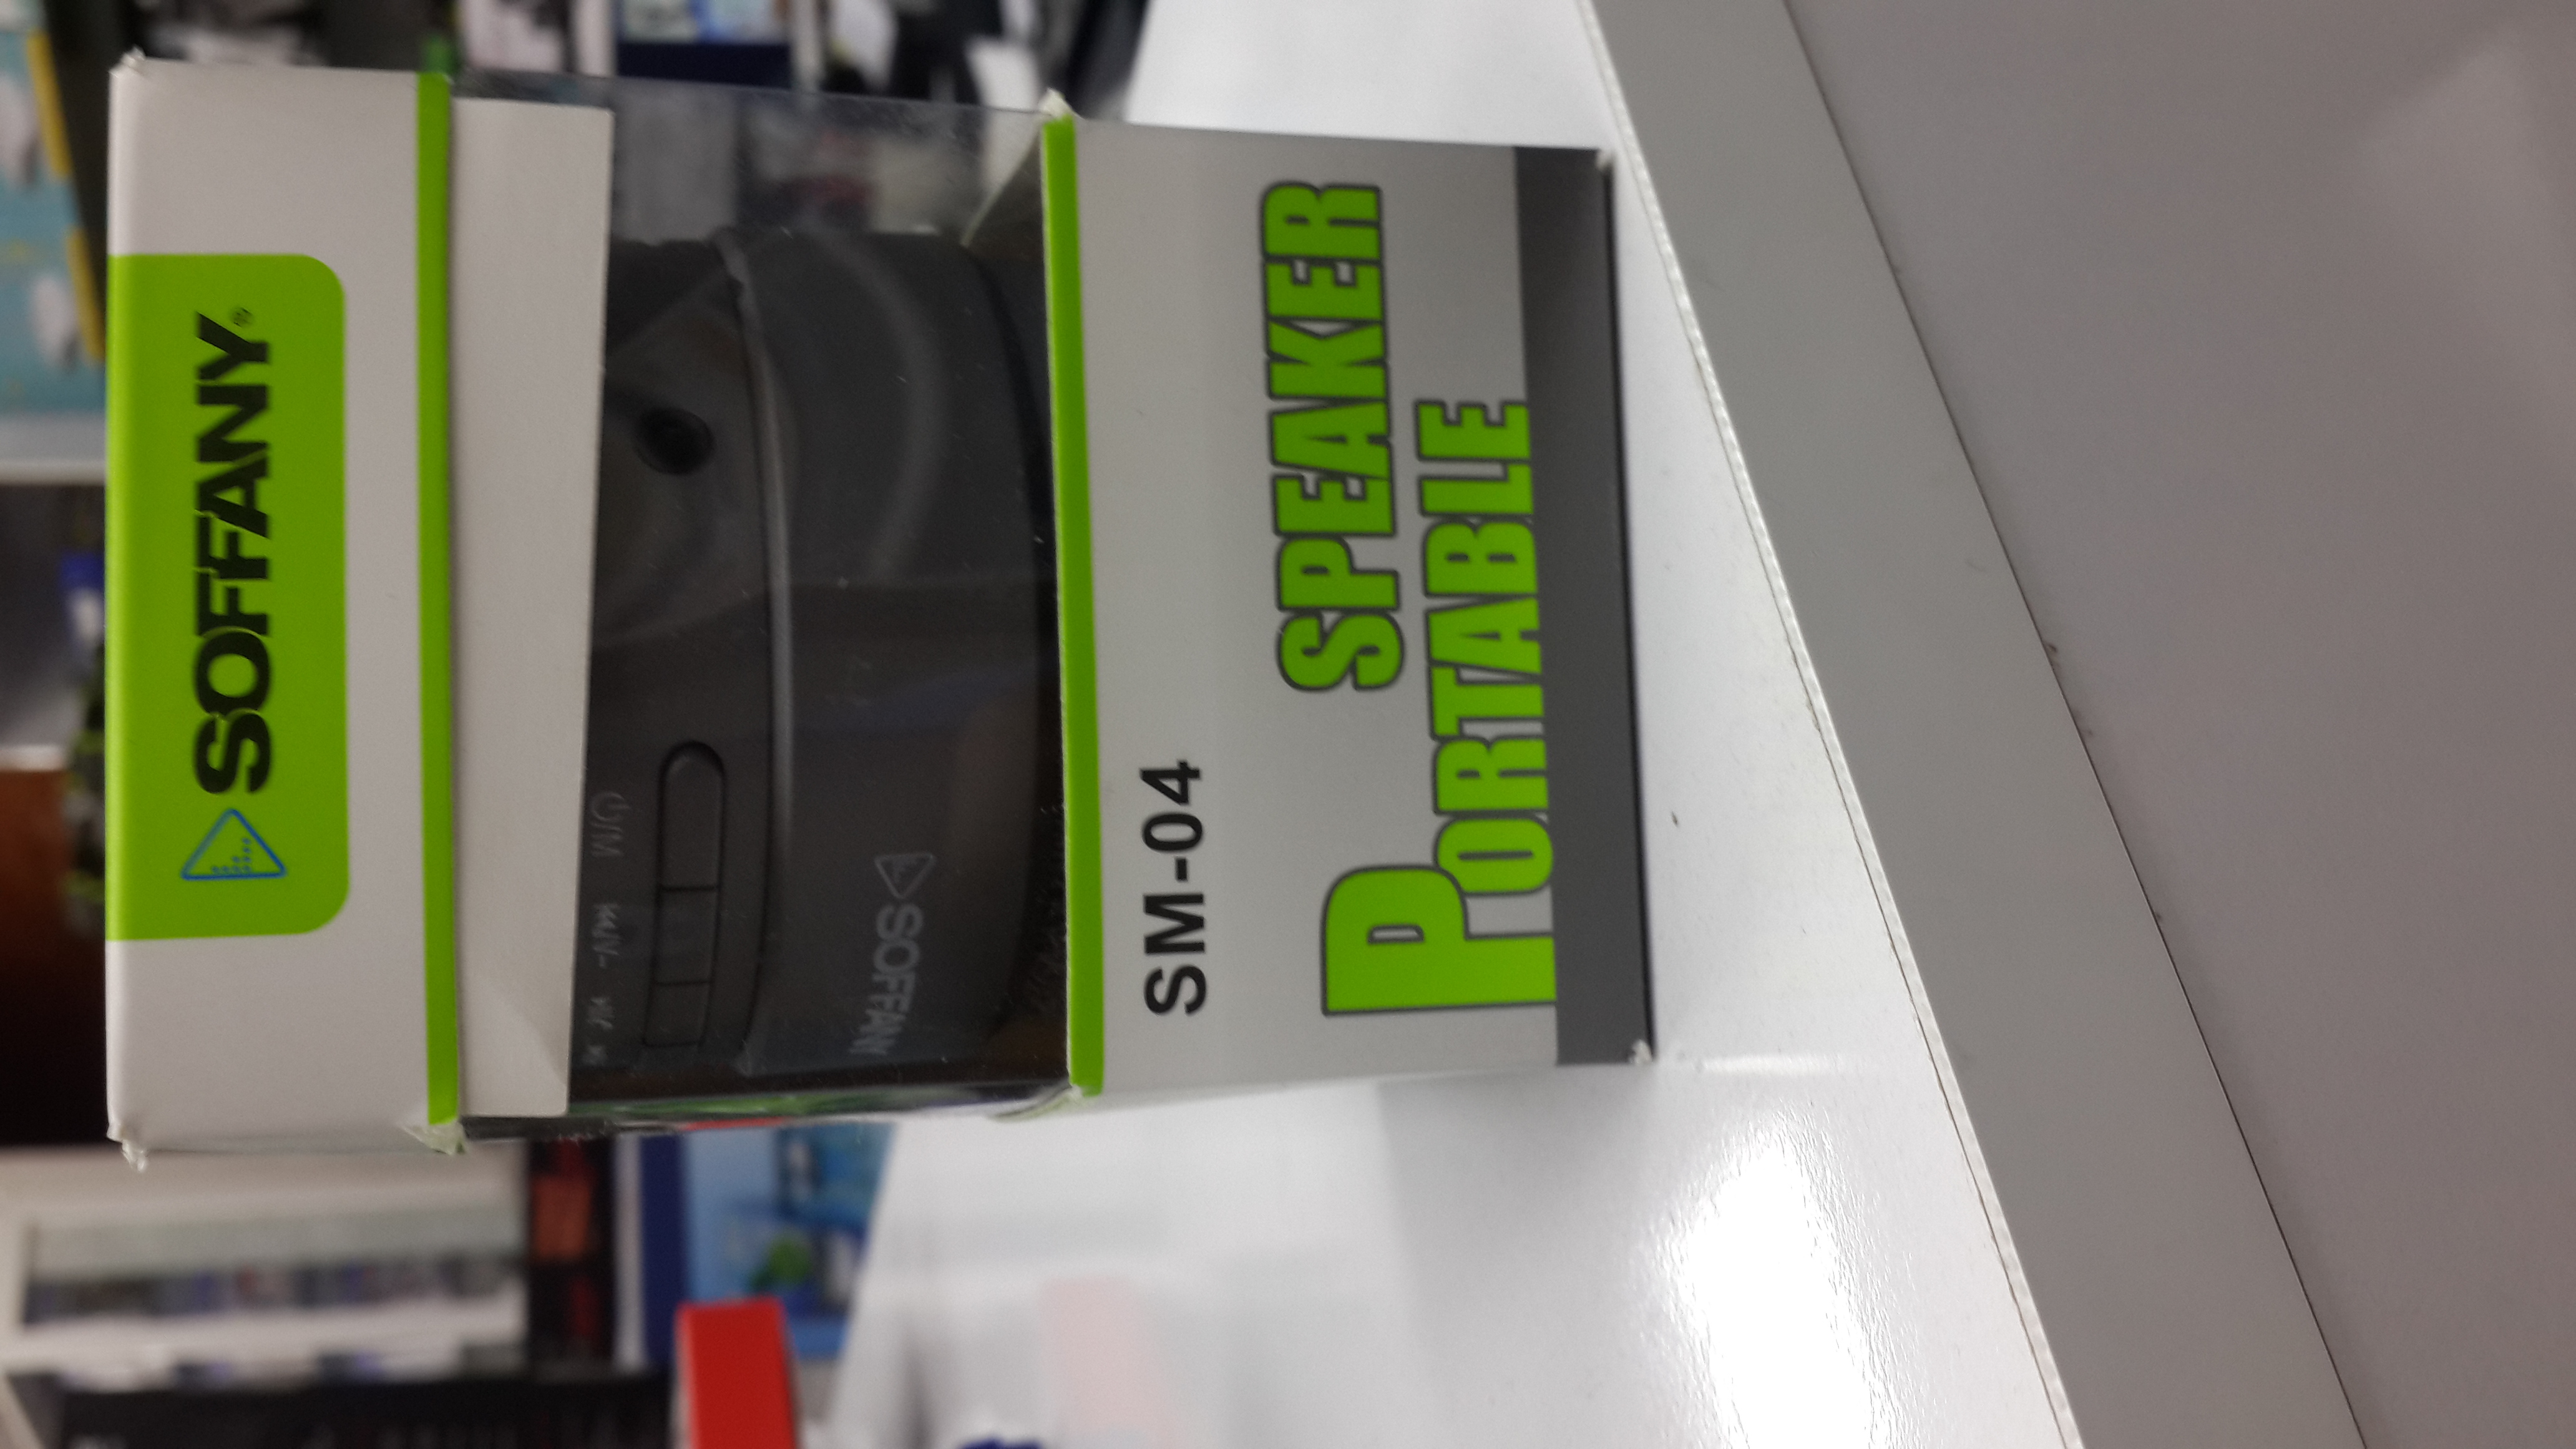 SOFFANY®
SOFFANY
SM-04
SPEAKER
PORTABLE